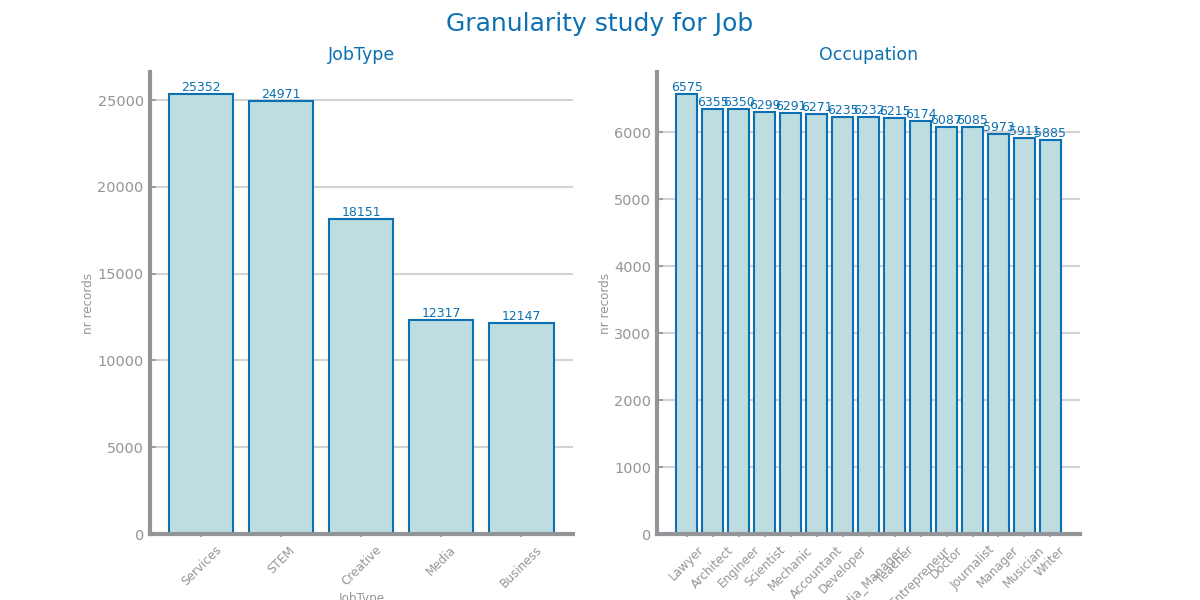 Granularity study for Job
JobType
25352
24971
18151
12317
12147
25000
20000
15000
10000
5000
0
nr records
Services
STEM
Creative
Media
Business
JobType
Occupation
6575
6355
6350
6299
6291
6271
6235
6232
6215
6174
6087
6085
5973
5911
5885
6000
5000
4000
3000
2000
1000
0
nr records
Lawyer
Architect
Engineer
Scientist
Mechanic
Accountant
Developer
dia_Manager
Teacher
Entrepreneur
Doctor
Journalist
Manager
Musician
Writer